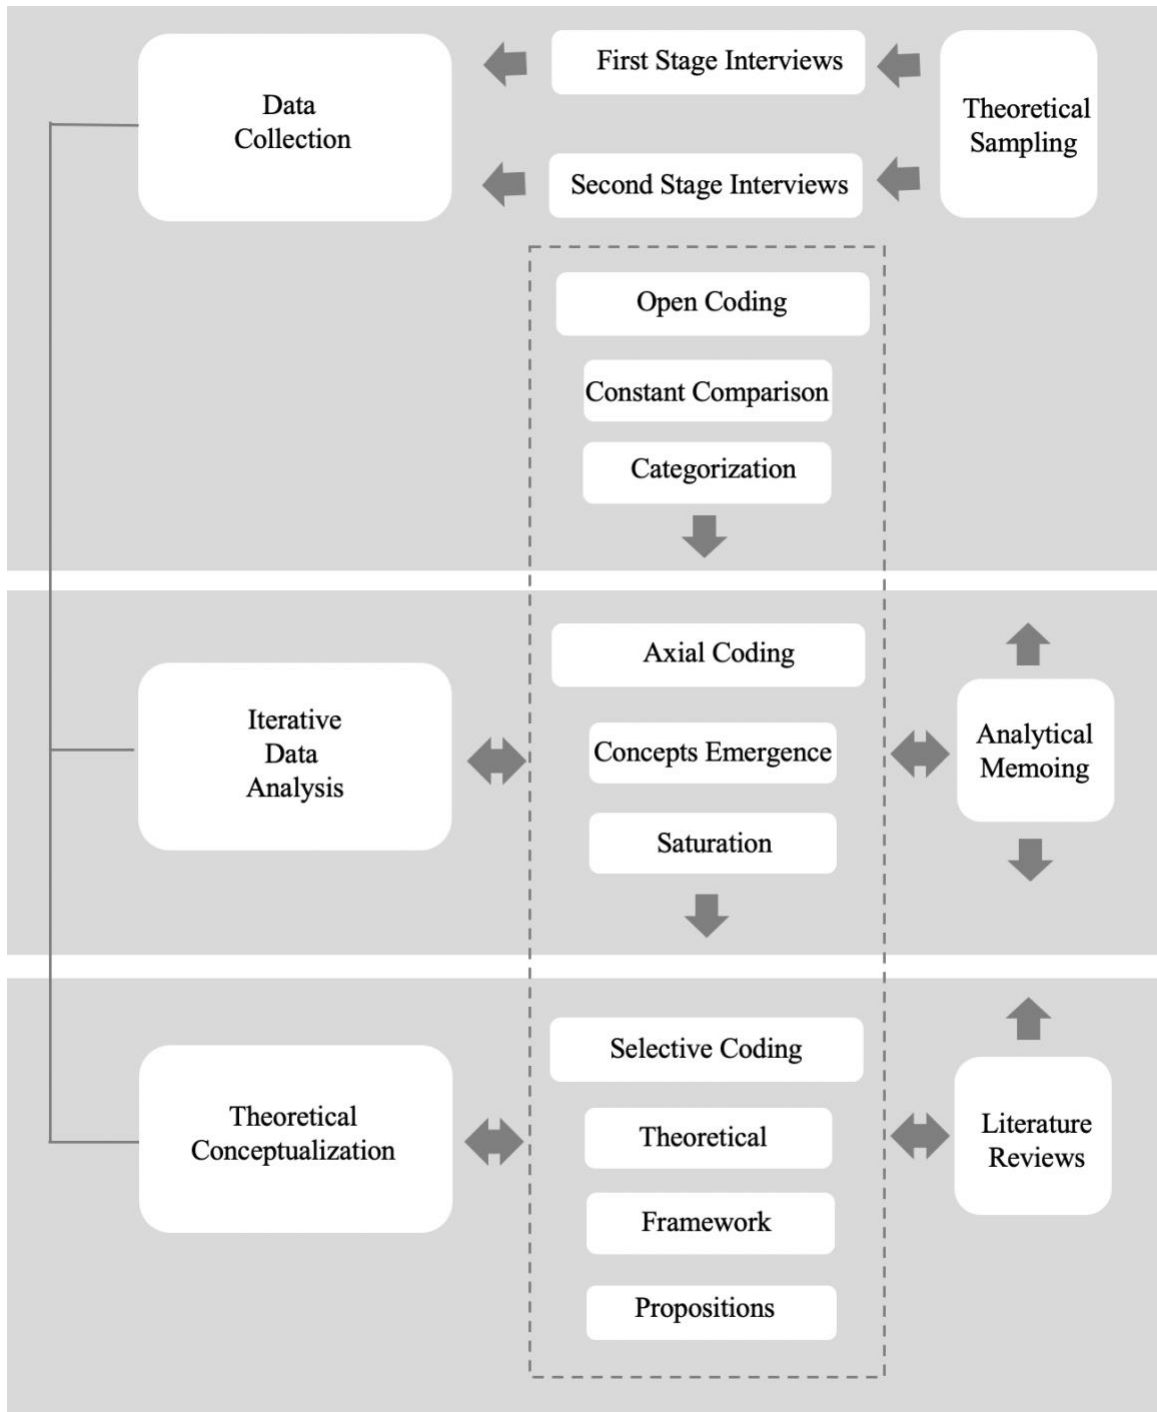 Data
Collection
First Stage Interviews
Second Stage Interviews
Theoretical
Sampling
Open Coding
Constant Comparison
Categorization
Iterative
Data
Analysis
Axial Coding
Concepts Emergence
Saturation
Analytical
Memoing
Theoretical
Conceptualization
Selective Coding
Theoretical
Framework
Propositions
Literature
Reviews